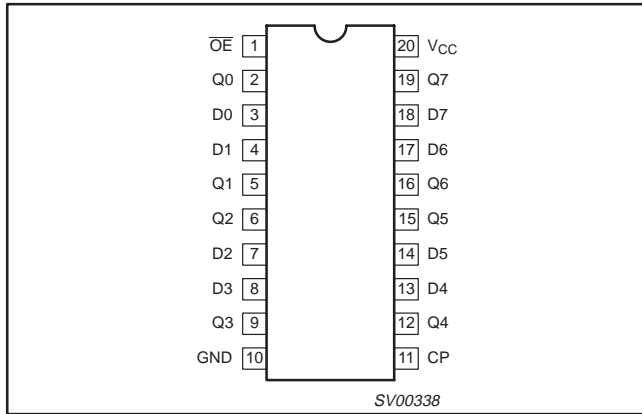 O̅E̅ 1 20 VCC
Q0 2 19 Q7
D0 3 18 D7
D1 4 17 D6
Q1 5 16 Q6
Q2 6 15 Q5
D2 7 14 D5
D3 8 13 D4
Q3 9 12 Q4
GND 10 11 CP
SV00338